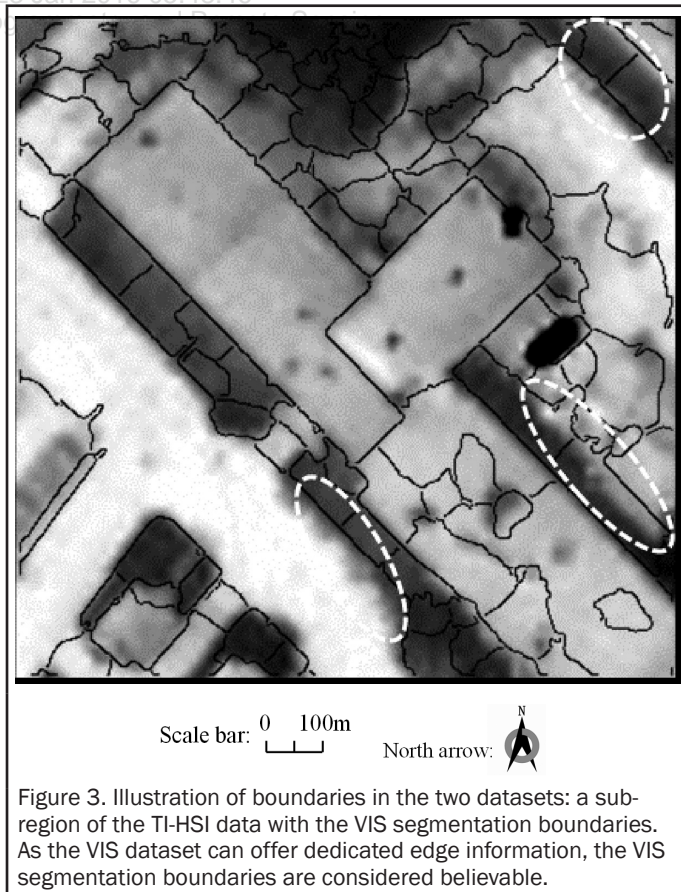 Scale bar: 0 100m
North arrow: N
Figure 3. Illustration of boundaries in the two datasets: a sub-
region of the TI-HSI data with the VIS segmentation boundaries.
As the VIS dataset can offer dedicated edge information, the VIS
segmentation boundaries are considered believable.